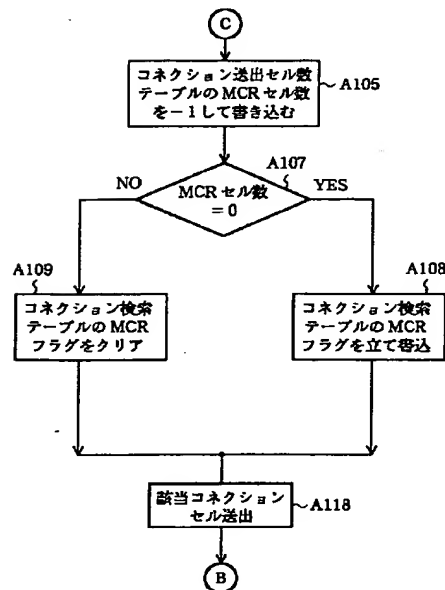 C
コネクション送出セル数
テーブルのMCRセル数
を－1して書き込む
A105
A107
NO
MCRセル数
=0
YES
A109
コネクション検索
テーブルのMCR
フラグをクリア
A108
コネクション検索
テーブルのMCR
フラグを立て書込
該当コネクション
セル送出
A118
B